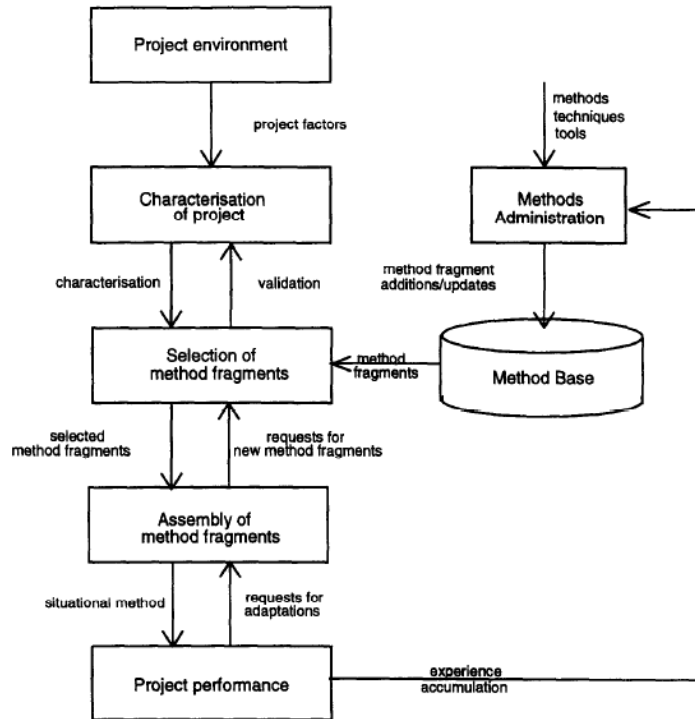 Project environment
project factors
methods
techniques
tools
Characterisation
of project
Methods
Administration
characterisation
validation
method fragment
additions/updates
Selection of
method fragments
method
fragments
Method Base
selected
method fragments
requests for
new method fragments
Assembly of
method fragments
situational method
requests for
adaptations
Project performance
experience
accumulation